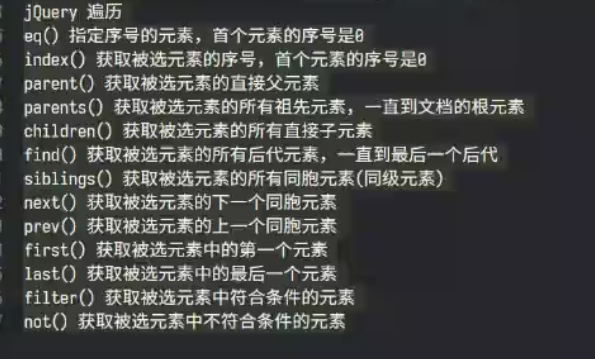 jQuery 遍历
eq() 指定序号的元素，首个元素的序号是0
index() 获取被选元素的序号，首个元素的序号是0
parent() 获取被选元素的直接父元素
parents() 获取被选元素的所有祖先元素，一直到文档的根元素
children() 获取被选元素的所有直接子元素
find() 获取被选元素的所有后代元素，一直到最后一个后代
siblings() 获取被选元素的所有同胞元素(同级元素)
next() 获取被选元素的下一个同胞元素
prev() 获取被选元素的上一个同胞元素
first() 获取被选元素中的第一个元素
last() 获取被选元素中的最后一个元素
filter() 获取被选元素中符合条件的元素
not() 获取被选元素中不符合条件的元素